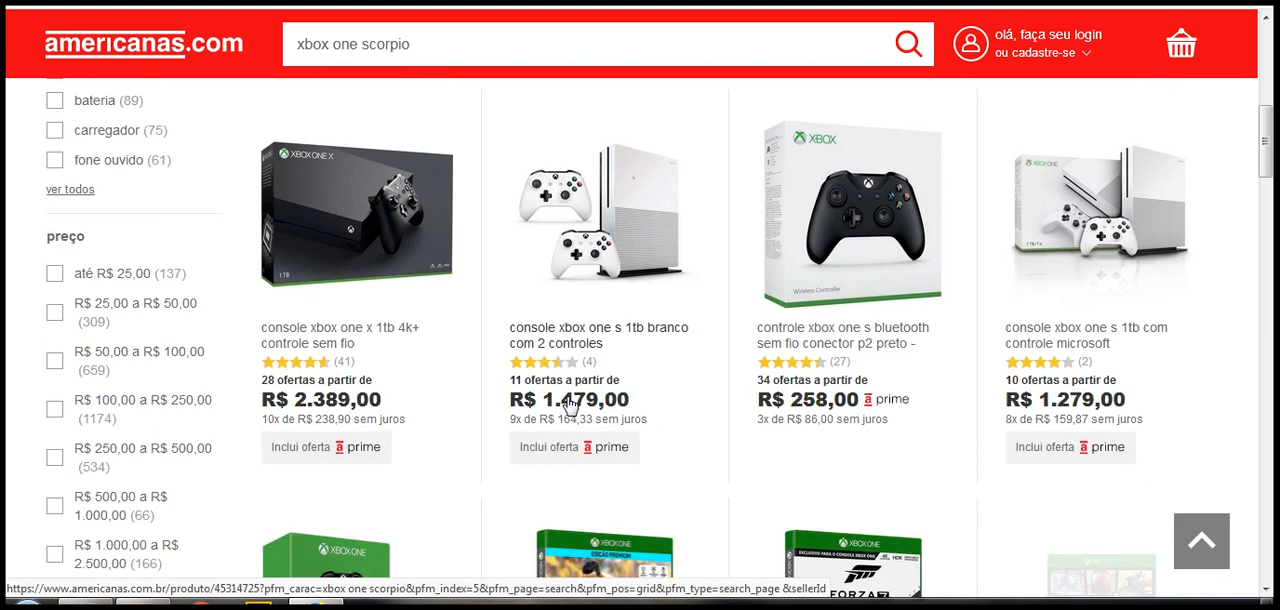 americanas.com
xbox one scorpio
olá, faça seu login
ou cadastre-se
bateria (89)
carregador (75)
fone ouvido (61)
ver todos
preço
até R$ 25,00 (137)
R$ 25,00 a R$ 50,00
(309)
R$ 50,00 a R$ 100,00
(659)
R$ 100,00 a R$ 250,00
(1174)
R$ 250,00 a R$ 500,00
(534)
R$ 500,00 a R$
1.000,00 (66)
R$ 1.000,00 a R$
2.500,00 (166)
XBOX ONE X
1TB
console xbox one x 1tb 4k+
controle sem fio
(41)
28 ofertas a partir de
R$ 2.389,00
10x de R$ 238,90 sem juros
Inclui oferta a prime
console xbox one s 1tb branco
com 2 controles
(4)
11 ofertas a partir de
R$ 1.479,00
9x de R$ 164,33 sem juros
Inclui oferta a prime
XBOX
Wireless Controller
controle xbox one s bluetooth
sem fio conector p2 preto -
(27)
34 ofertas a partir de
R$ 258,00 a prime
3x de R$ 86,00 sem juros
XBOX ONE S
console xbox one s 1tb com
controle microsoft
(2)
10 ofertas a partir de
R$ 1.279,00
8x de R$ 159,87 sem juros
Inclui oferta a prime
XBOX ONE
XBOX ONE
EDIÇÃO PREMIUM
XBOX ONE
EXCLUSIVO PARA O CONSOLE XBOX ONE
4K HDR
FORZA 7
https://www.americanas.com.br/produto/45314725?pfm_carac=xbox one scorpio&pfm_index=5&pfm_page=search&pfm_pos=grid&pfm_type=search_page &sellerId